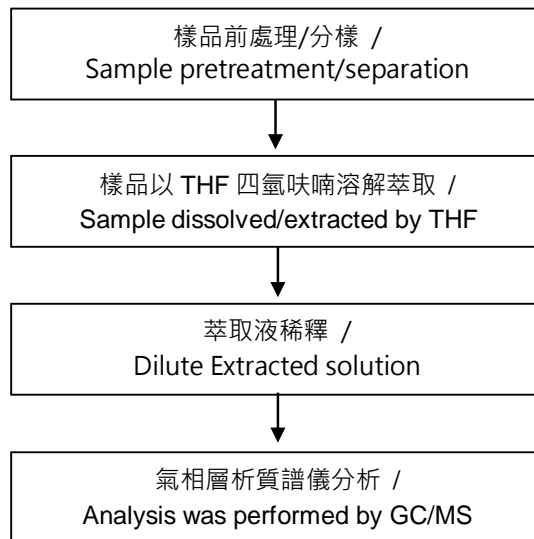 樣品前處理/分樣 /
Sample pretreatment/separation
樣品以 THF 四氫呋喃溶解萃取 /
Sample dissolved/extracted by THF
萃取液稀釋 /
Dilute Extracted solution
氣相層析質譜儀分析 /
Analysis was performed by GC/MS